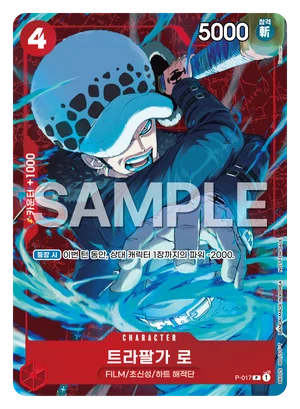 4
5000
참격
斬
카운터 +1000
SAMPLE
등장 시 이번 턴 동안, 상대 캐릭터 1장까지의 파워 -2000.
CHARACTER
트라팔가 로
FILM/초신성/하트 해적단
P-017 P 1